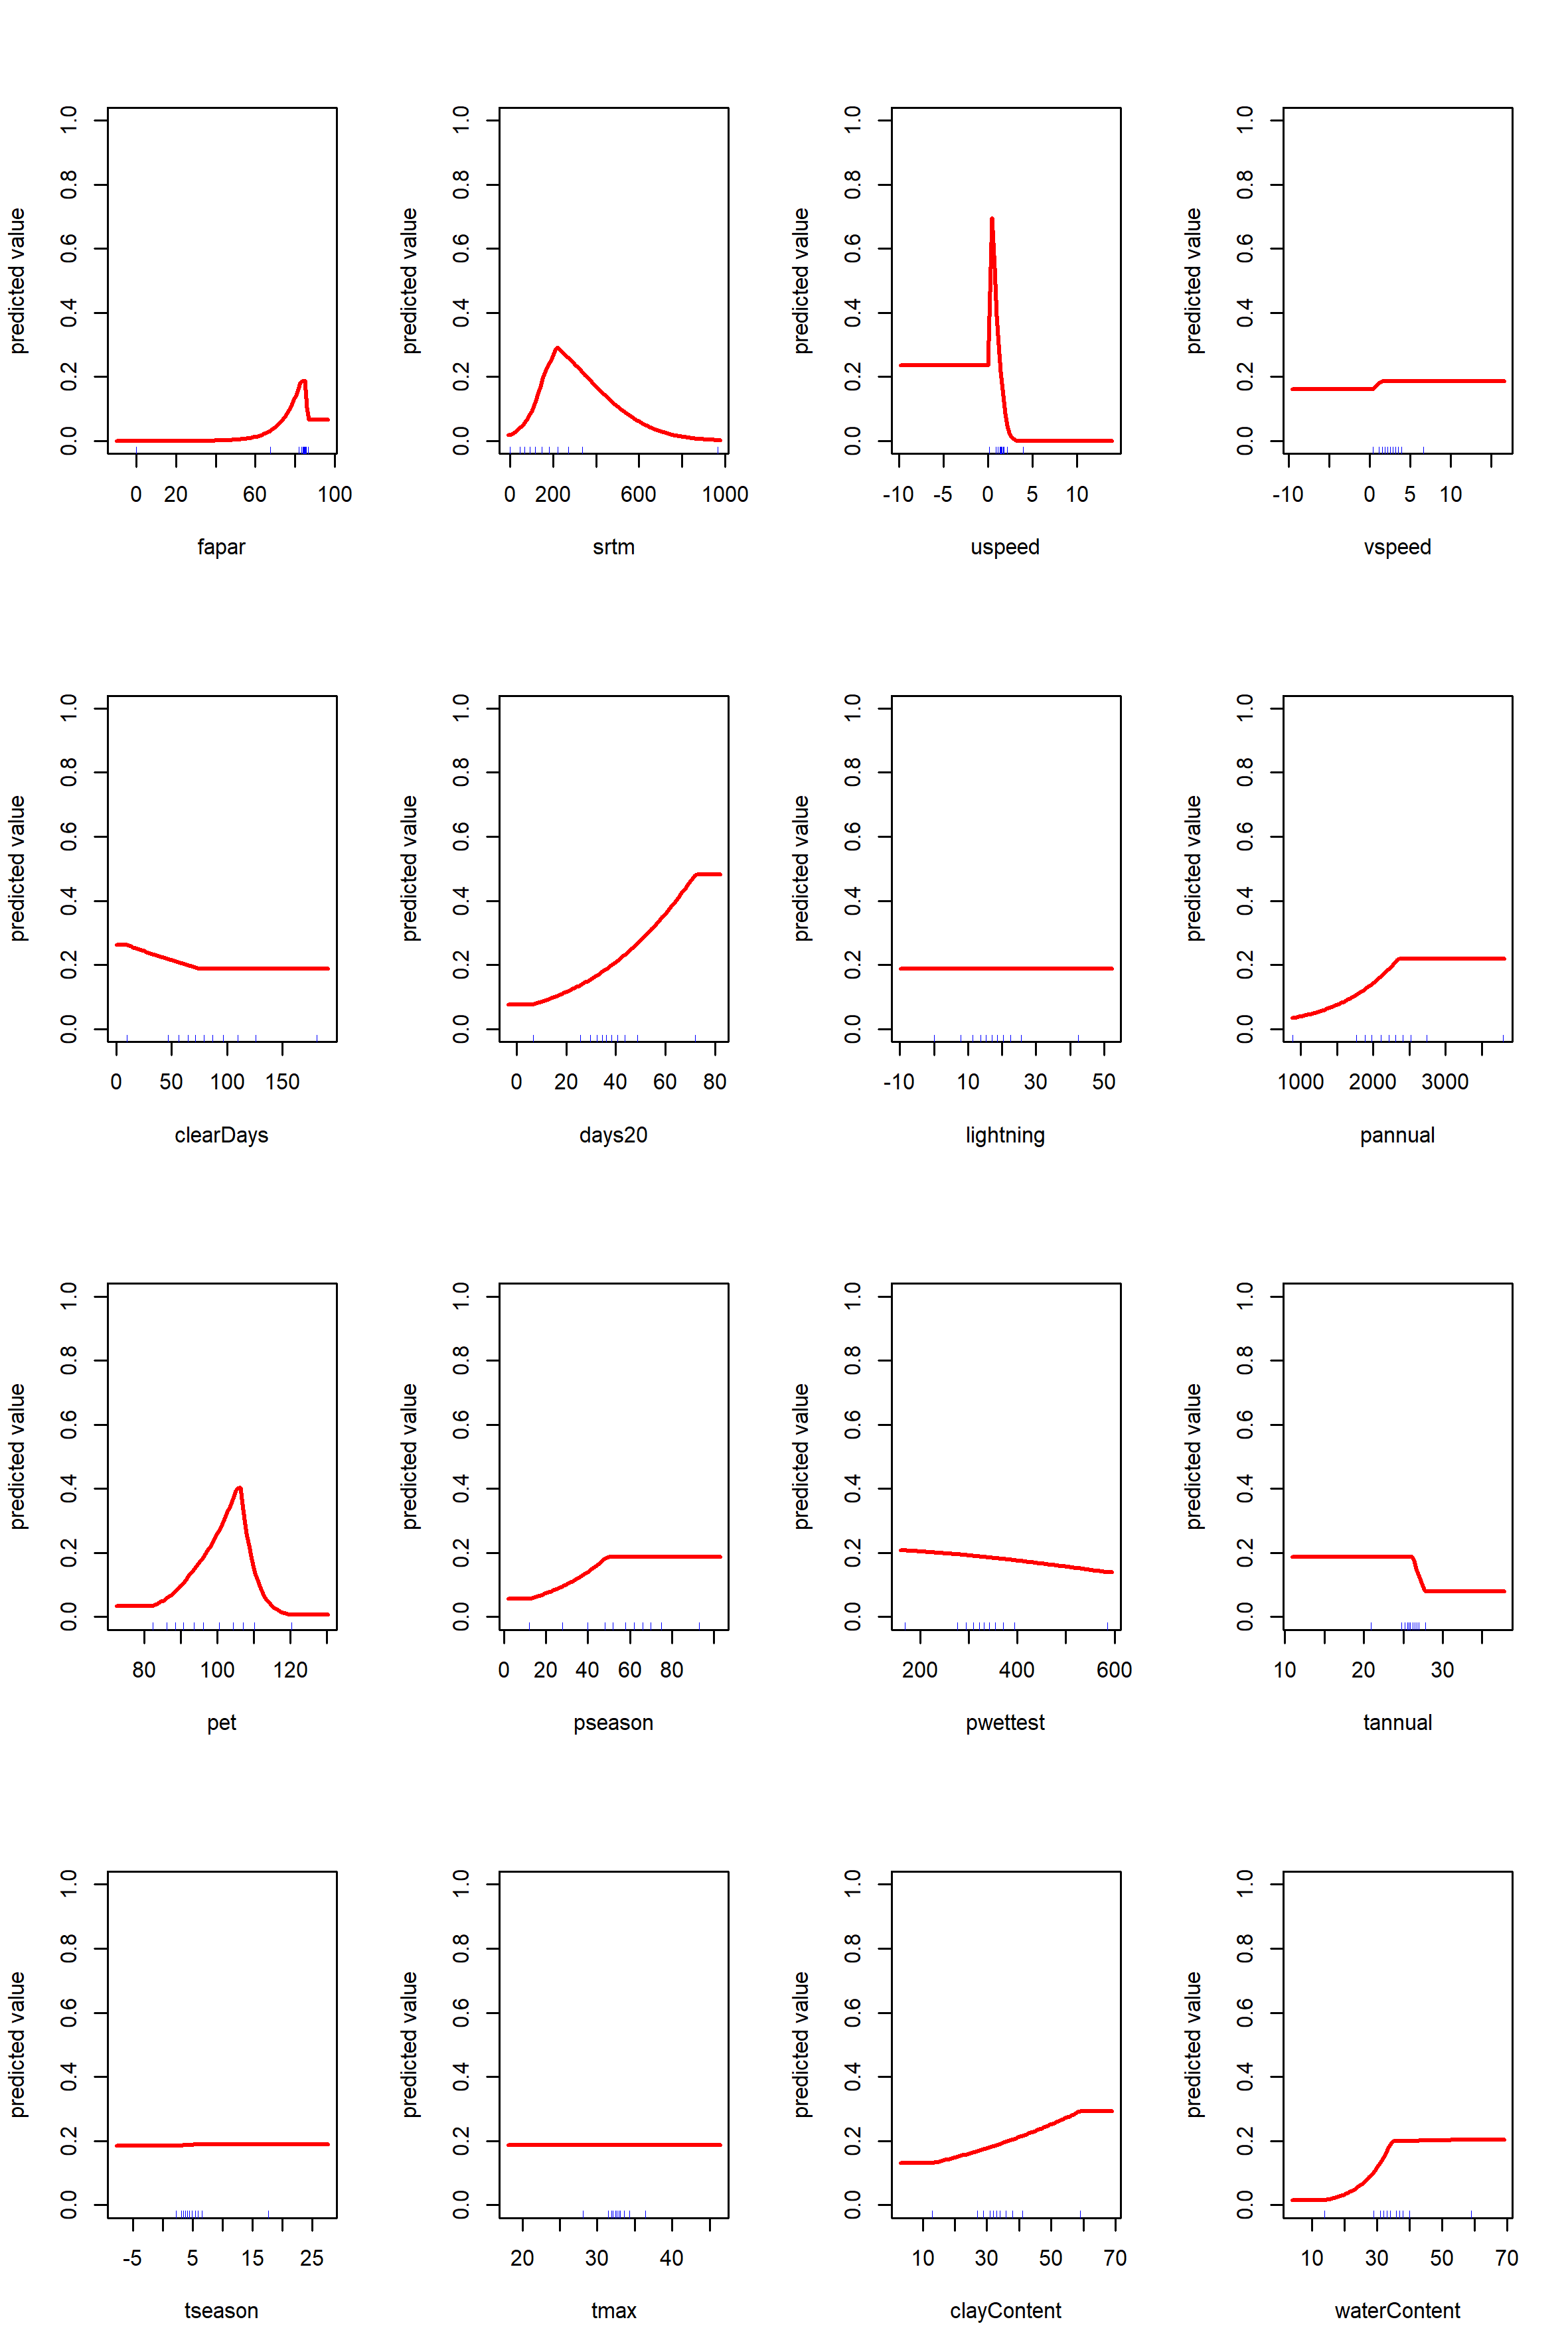 predicted value
0.0 0.2 0.4 0.6 0.8 1.0
0 20 60 100
fapar
predicted value
0.0 0.2 0.4 0.6 0.8 1.0
0 200 600 1000
srtm
predicted value
0.0 0.2 0.4 0.6 0.8 1.0
-10 -5 0 5 10
uspeed
predicted value
0.0 0.2 0.4 0.6 0.8 1.0
-10 0 5 10
vspeed
predicted value
0.0 0.2 0.4 0.6 0.8 1.0
0 50 100 150
clearDays
predicted value
0.0 0.2 0.4 0.6 0.8 1.0
0 20 40 60 80
days20
predicted value
0.0 0.2 0.4 0.6 0.8 1.0
-10 10 30 50
lightning
predicted value
0.0 0.2 0.4 0.6 0.8 1.0
1000 2000 3000
pannual
predicted value
0.0 0.2 0.4 0.6 0.8 1.0
80 100 120
pet
predicted value
0.0 0.2 0.4 0.6 0.8 1.0
0 20 40 60 80
pseason
predicted value
0.0 0.2 0.4 0.6 0.8 1.0
200 400 600
pwettest
predicted value
0.0 0.2 0.4 0.6 0.8 1.0
10 20 30
tannual
predicted value
0.0 0.2 0.4 0.6 0.8 1.0
-5 5 15 25
tseason
predicted value
0.0 0.2 0.4 0.6 0.8 1.0
20 30 40
tmax
predicted value
0.0 0.2 0.4 0.6 0.8 1.0
10 30 50 70
clayContent
predicted value
0.0 0.2 0.4 0.6 0.8 1.0
10 30 50 70
waterContent